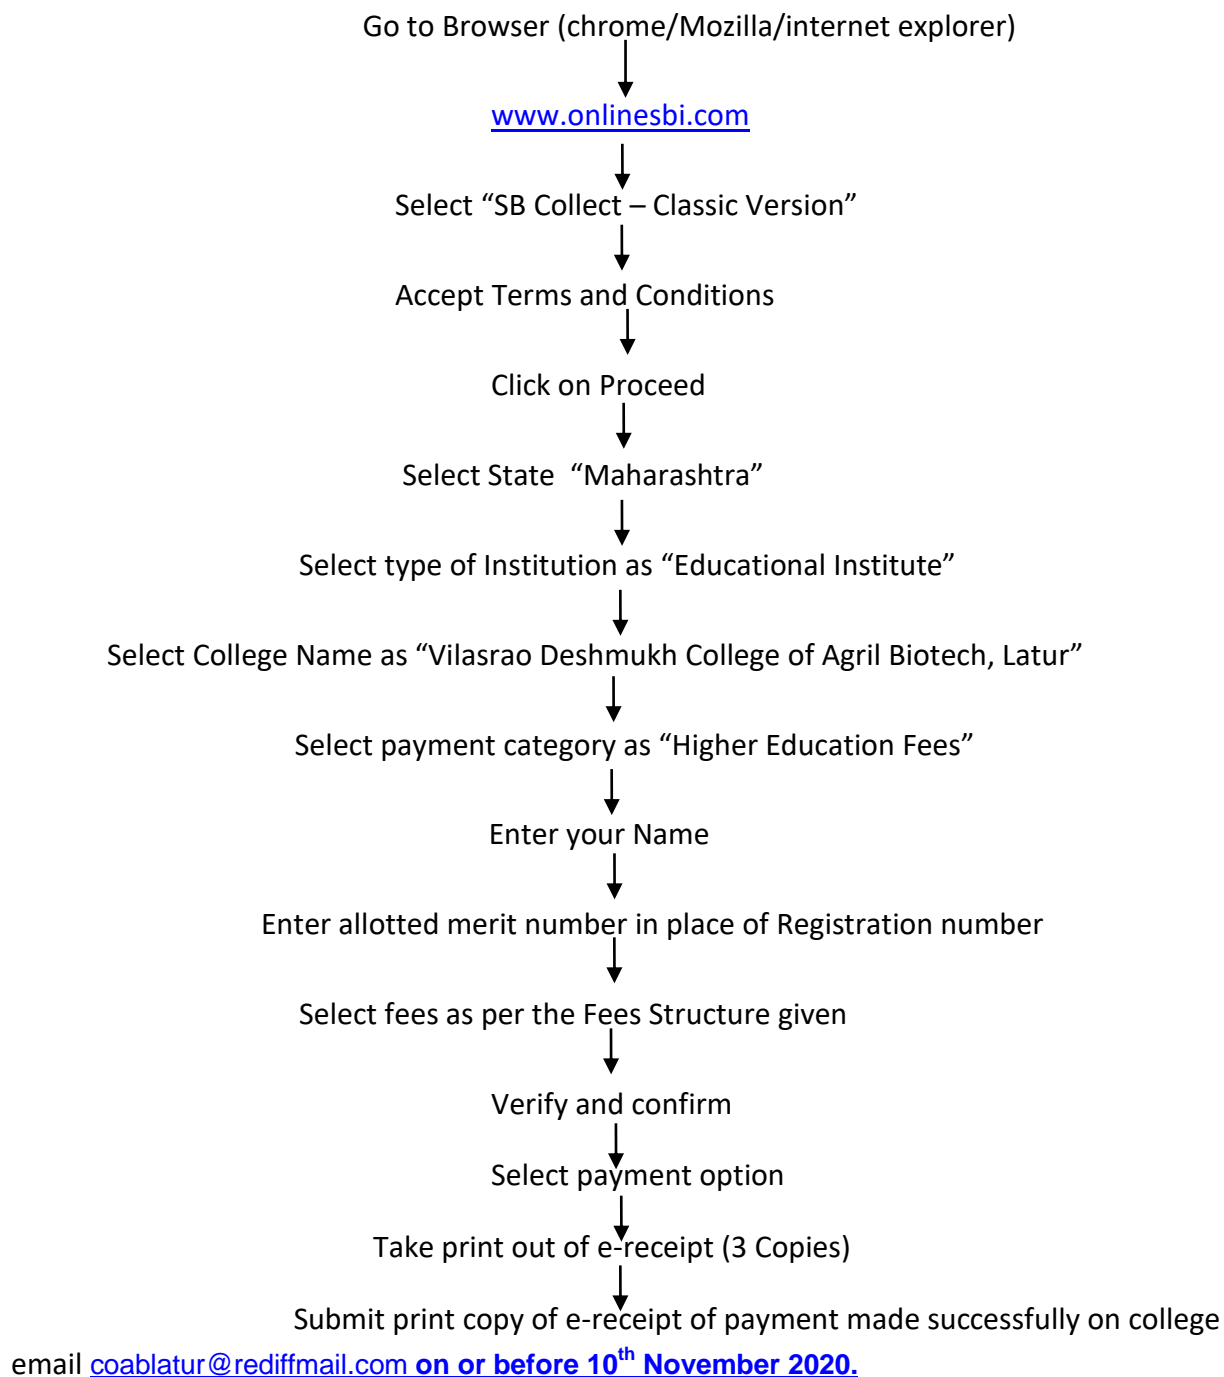 Go to Browser (chrome/Mozilla/internet explorer)
www.onlinesbi.com
Select “SB Collect – Classic Version”
Accept Terms and Conditions
Click on Proceed
Select State  “Maharashtra”
Select type of Institution as “Educational Institute”
Select College Name as “Vilasrao Deshmukh College of Agril Biotech, Latur”
Select payment category as “Higher Education Fees”
Enter your Name
Enter allotted merit number in place of Registration number
Select fees as per the Fees Structure given
Verify and confirm
Select payment option
Take print out of e-receipt (3 Copies)
Submit print copy of e-receipt of payment made successfully on college
email coablatur@rediffmail.com on or before 10th November 2020.